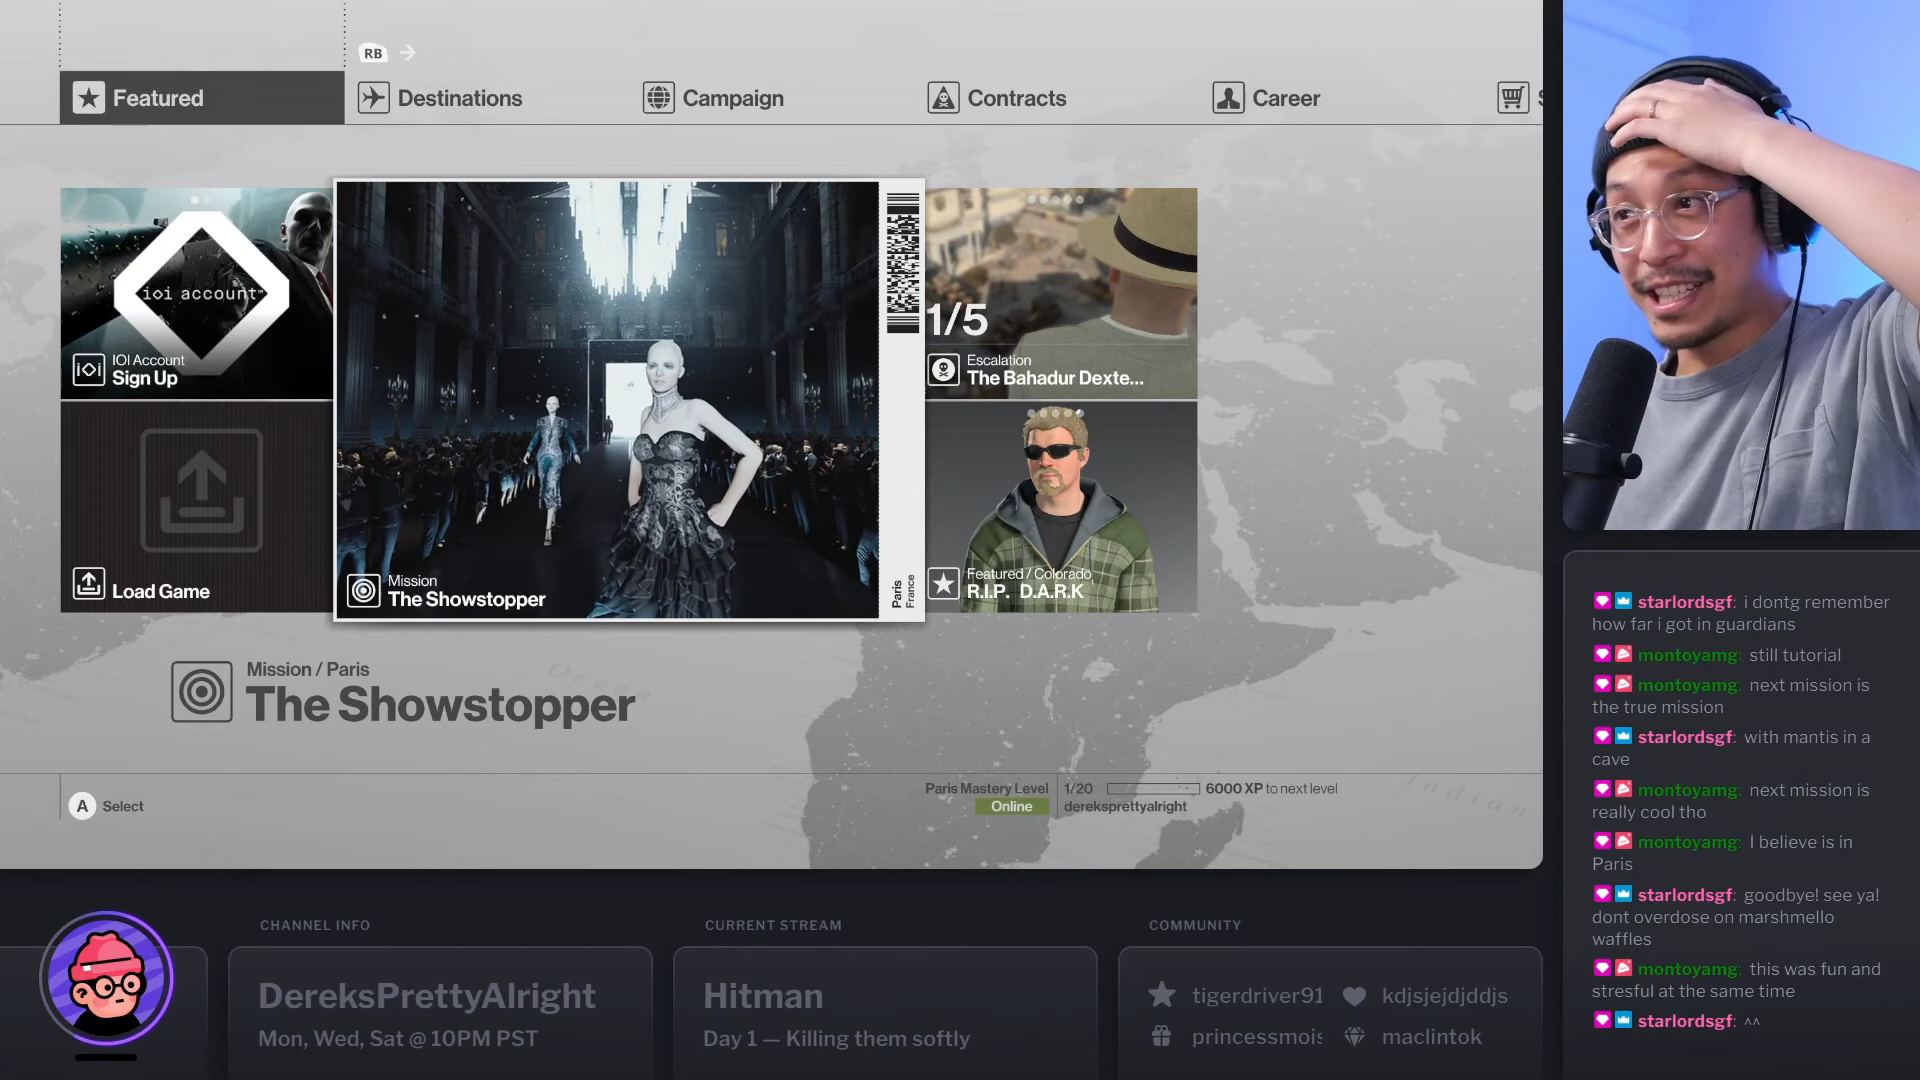 RB
Featured
Destinations
Campaign
Contracts
Career
ioi account™
IOI Account
Sign Up
Load Game
Mission
The Showstopper
Paris
France
1/5
Escalation
The Bahadur Dexte...
Featured / Colorado
R.I.P. D.A.R.K
Mission / Paris
The Showstopper
Ocean
Indian
A Select
Paris Mastery Level 1/20 6000 XP to next level
Online dereksprettyalright
starlordsgf: i dontg remember
how far i got in guardians
montoyamg: still tutorial
montoyamg: next mission is
the true mission
starlordsgf: with mantis in a
cave
montoyamg: next mission is
really cool tho
montoyamg: I believe is in
Paris
starlordsgf: goodbye! see ya!
dont overdose on marshmello
waffles
montoyamg: this was fun and
stresful at the same time
starlordsgf: ^^
CHANNEL INFO
DereksPrettyAlright
Mon, Wed, Sat @ 10PM PST
CURRENT STREAM
Hitman
Day 1 — Killing them softly
COMMUNITY
tigerdriver91 kdjsjejdjddjs
princessmois maclintok